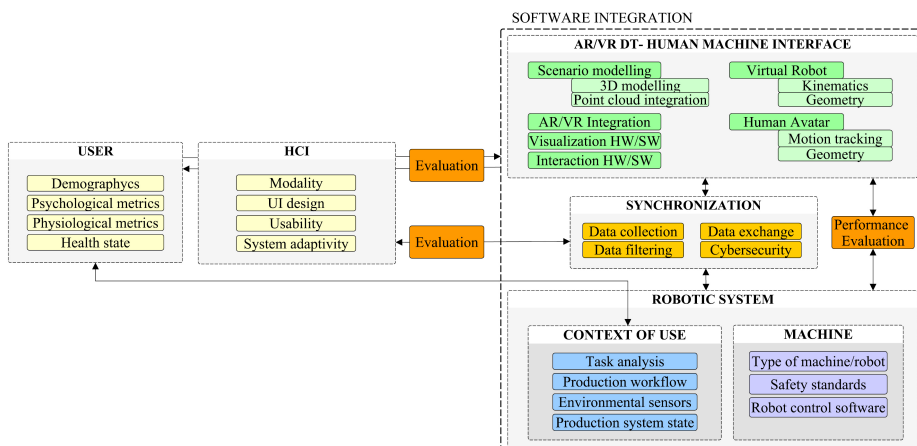 SOFTWARE INTEGRATION
AR/VR DT- HUMAN MACHINE INTERFACE
Scenario modelling
3D modelling
Point cloud integration
AR/VR Integration
Visualization HW/SW
Interaction HW/SW
Virtual Robot
Kinematics
Geometry
Human Avatar
Motion tracking
Geometry
USER
Demographycs
Psychological metrics
Physiological metrics
Health state
HCI
Modality
UI design
Usability
System adaptivity
Evaluation
Evaluation
SYNCHRONIZATION
Data collection
Data exchange
Data filtering
Cybersecurity
Performance
Evaluation
ROBOTIC SYSTEM
CONTEXT OF USE
Task analysis
Production workflow
Environmental sensors
Production system state
MACHINE
Type of machine/robot
Safety standards
Robot control software